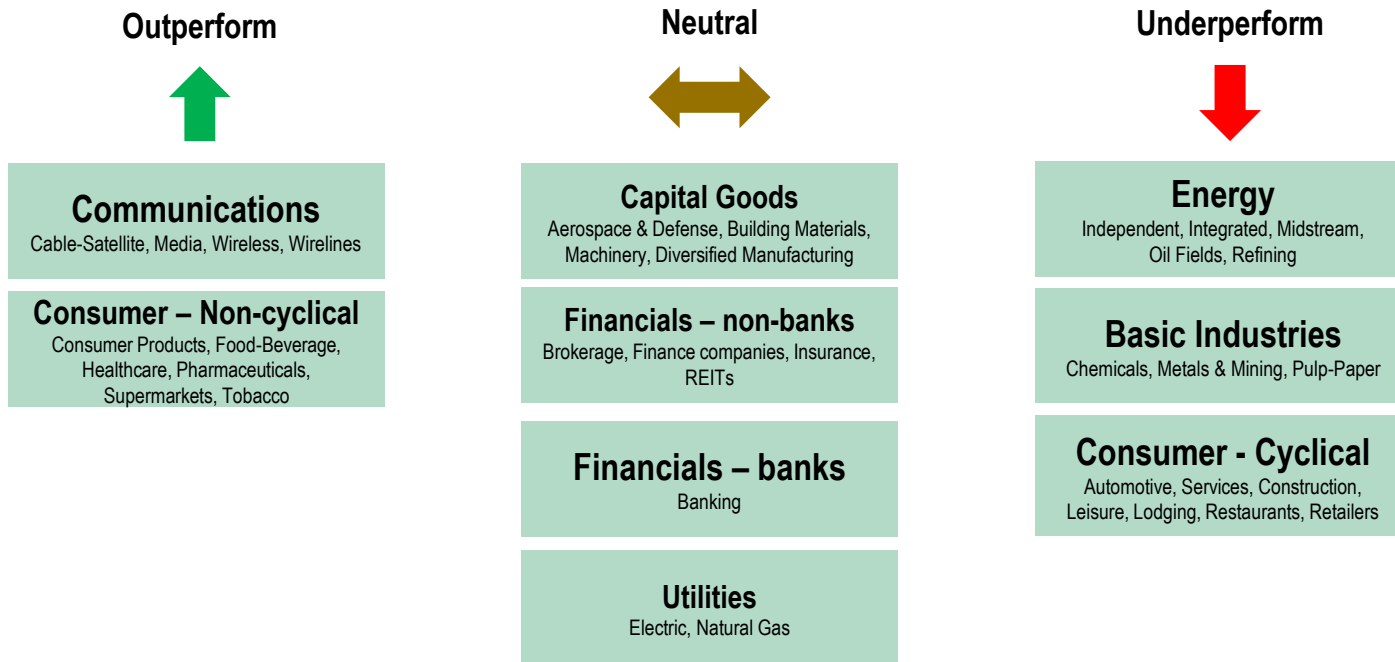 Outperform
Communications
Cable-Satellite, Media, Wireless, Wirelines
Consumer – Non-cyclical
Consumer Products, Food-Beverage,
Healthcare, Pharmaceuticals,
Supermarkets, Tobacco
Neutral
Capital Goods
Aerospace & Defense, Building Materials,
Machinery, Diversified Manufacturing
Financials – non-banks
Brokerage, Finance companies, Insurance,
REITs
Financials – banks
Banking
Utilities
Electric, Natural Gas
Underperform
Energy
Independent, Integrated, Midstream,
Oil Fields, Refining
Basic Industries
Chemicals, Metals & Mining, Pulp-Paper
Consumer - Cyclical
Automotive, Services, Construction,
Leisure, Lodging, Restaurants, Retailers